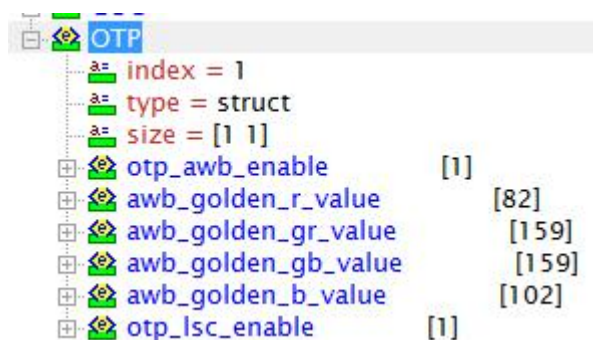 OTP
index = 1
type = struct
size = [1 1]
otp_awb_enable [1]
awb_golden_r_value [82]
awb_golden_gr_value [159]
awb_golden_gb_value [159]
awb_golden_b_value [102]
otp_lsc_enable [1]